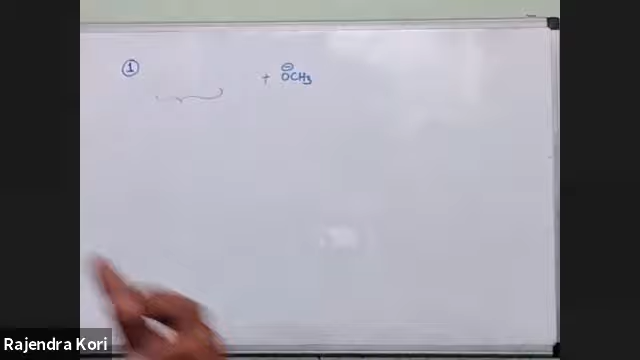 ①
+ ⊖OCH₃
Rajendra Kori